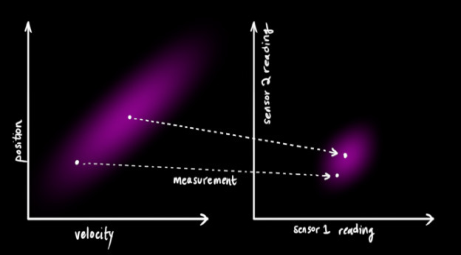 position
velocity
measurement
sensor 2 reading
sensor 1 reading